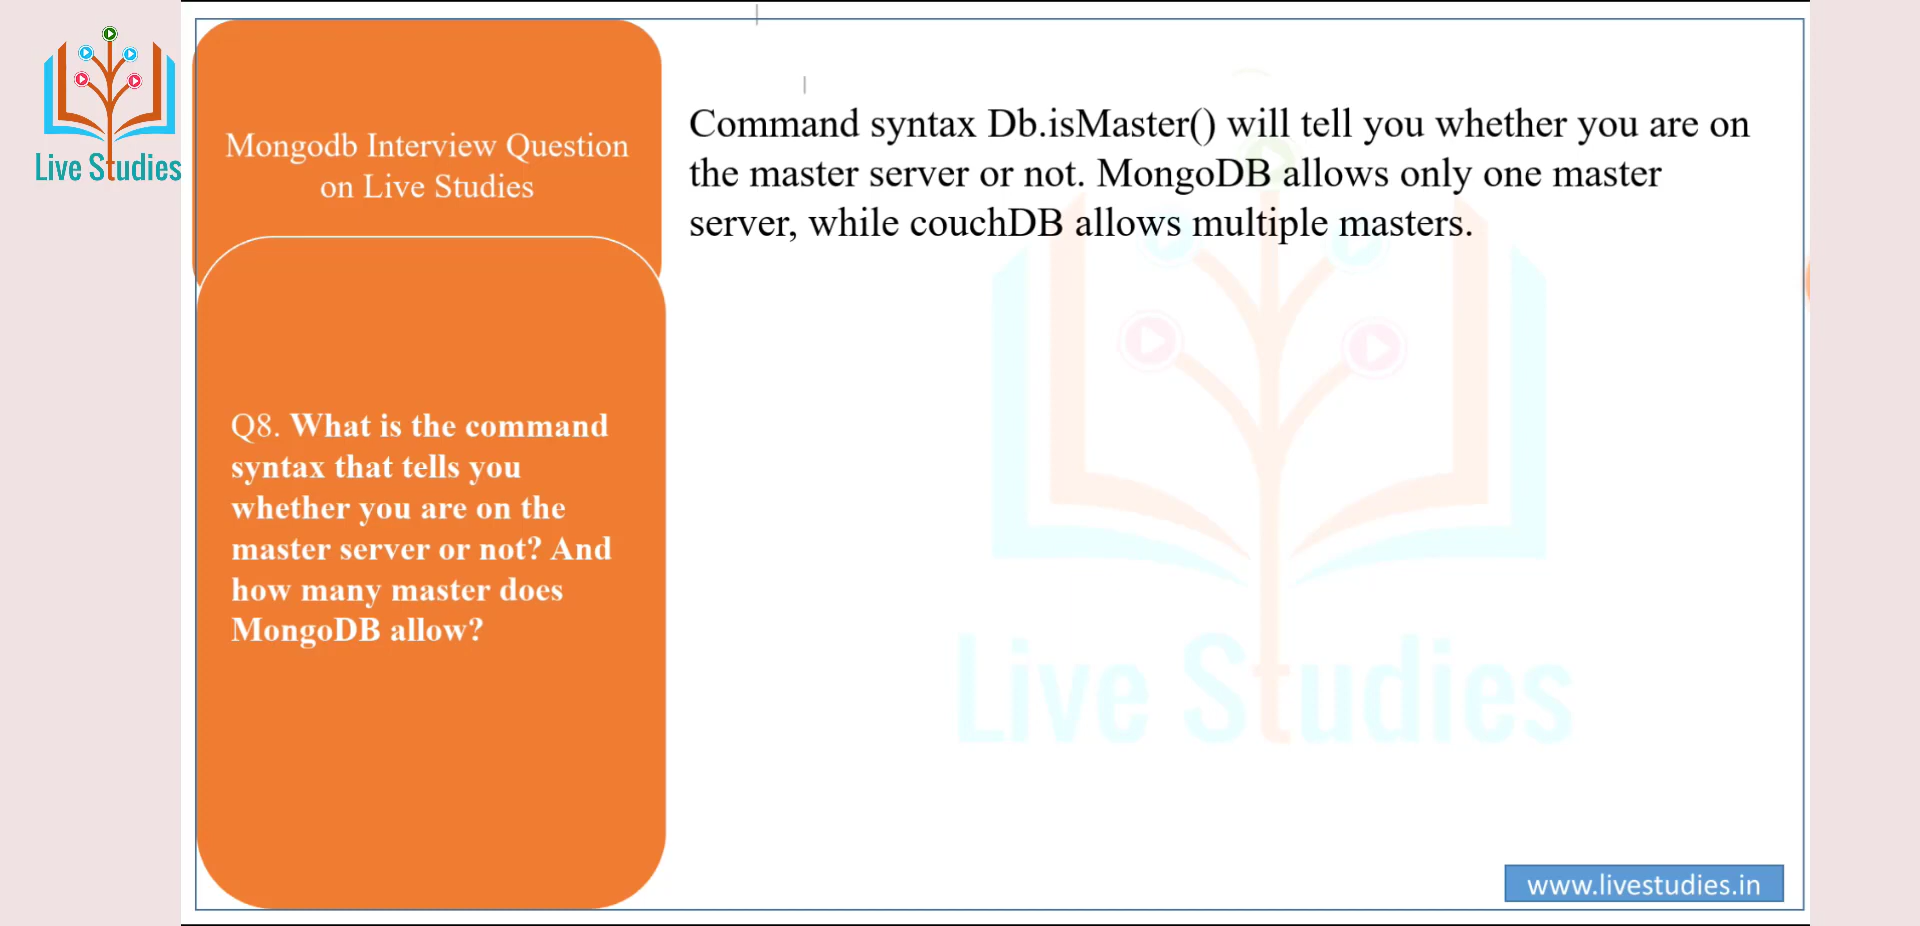 Live Studies
Mongodb Interview Question
on Live Studies
Q8. What is the command
syntax that tells you
whether you are on the
master server or not? And
how many master does
MongoDB allow?
Command syntax Db.isMaster() will tell you whether you are on
the master server or not. MongoDB allows only one master
server, while couchDB allows multiple masters.
Live Studies
www.livestudies.in